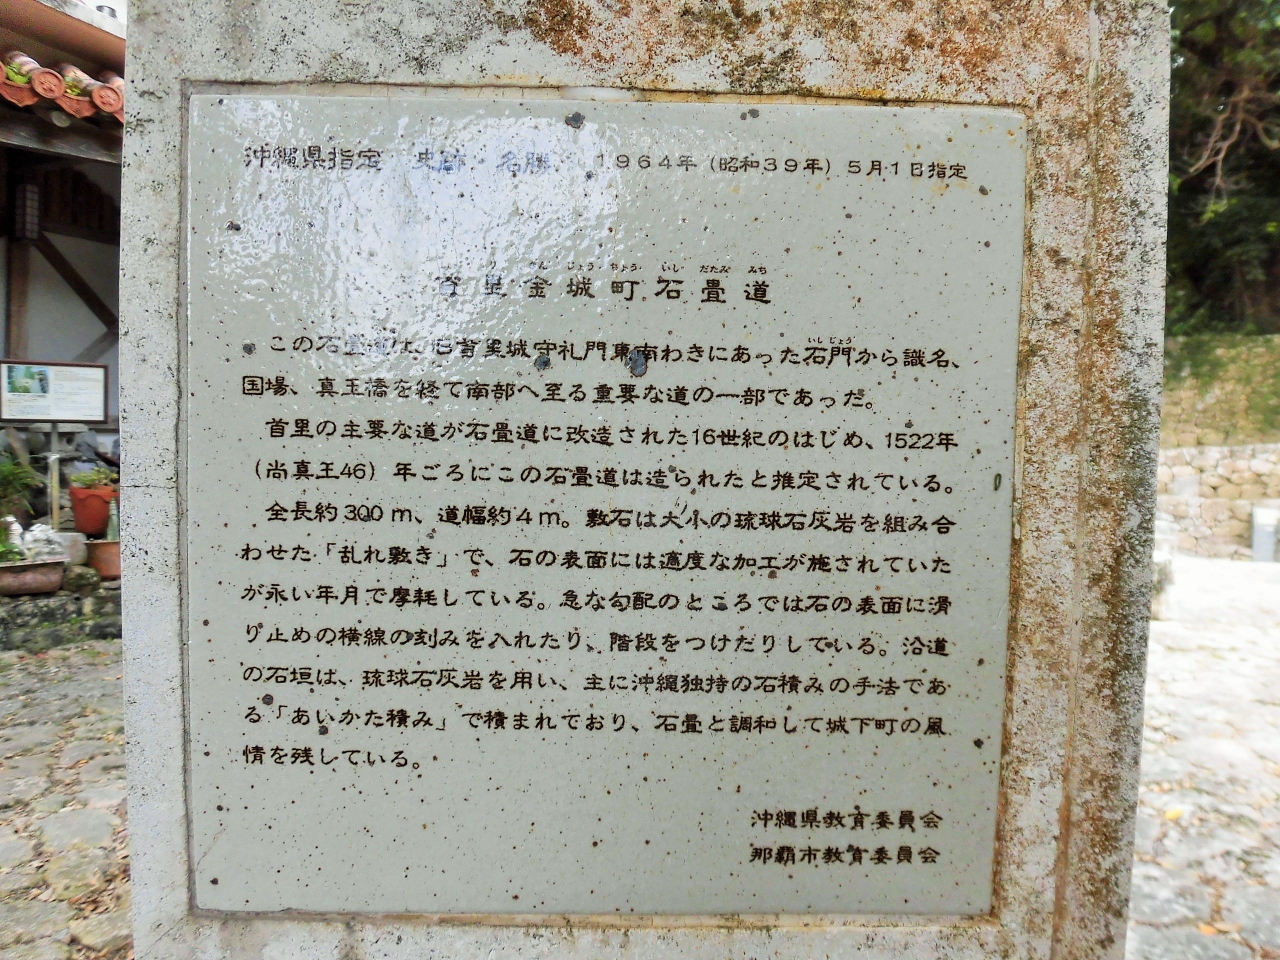 沖縄県指定 史跡・名勝 1964年（昭和39年）5月1日指定
首里金城町石畳道
この石畳道は、旧首里城守礼門東南わきにあった石門から識名、
国場、真玉橋を経て南部へ至る重要な道の一部であった。
首里の主要な道が石畳道に改造された16世紀のはじめ、1522年
（尚真王46）年ごろにこの石畳道は造られたと推定されている。
全長約300m、道幅約4m。敷石は大小の琉球石灰岩を組み合
わせた「乱れ敷き」で、石の表面には適度な加工が施されていた
が永い年月で摩耗している。急な勾配のところでは石の表面に滑
り止めの横線の刻みを入れたり、階段をつけたりしている。沿道
の石垣は、琉球石灰岩を用い、主に沖縄独特の石積みの手法であ
る「あいかた積み」で積まれており、石畳と調和して城下町の風
情を残している。
沖縄県教育委員会
那覇市教育委員会